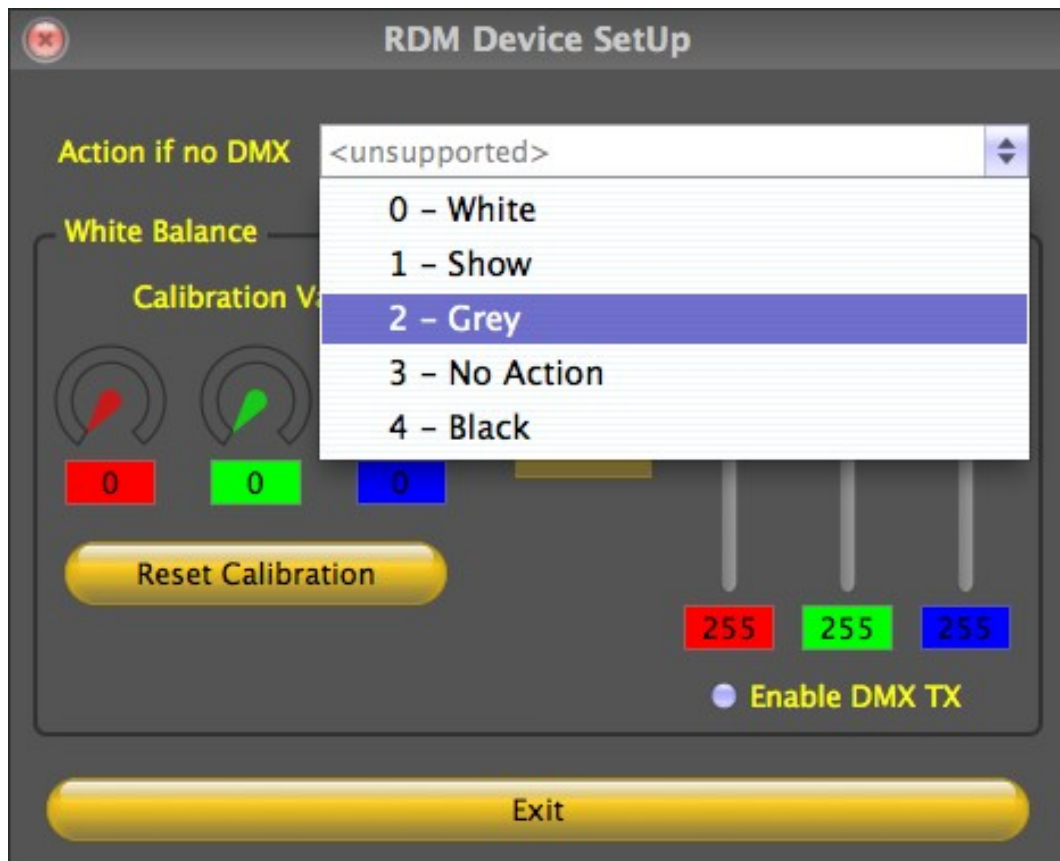 RDM Device SetUp
Action if no DMX
<unsupported>
0 – White
White Balance
1 – Show
Calibration
2 – Grey
3 – No Action
4 – Black
0
0
0
Reset Calibration
255
255
255
Enable DMX TX
Exit